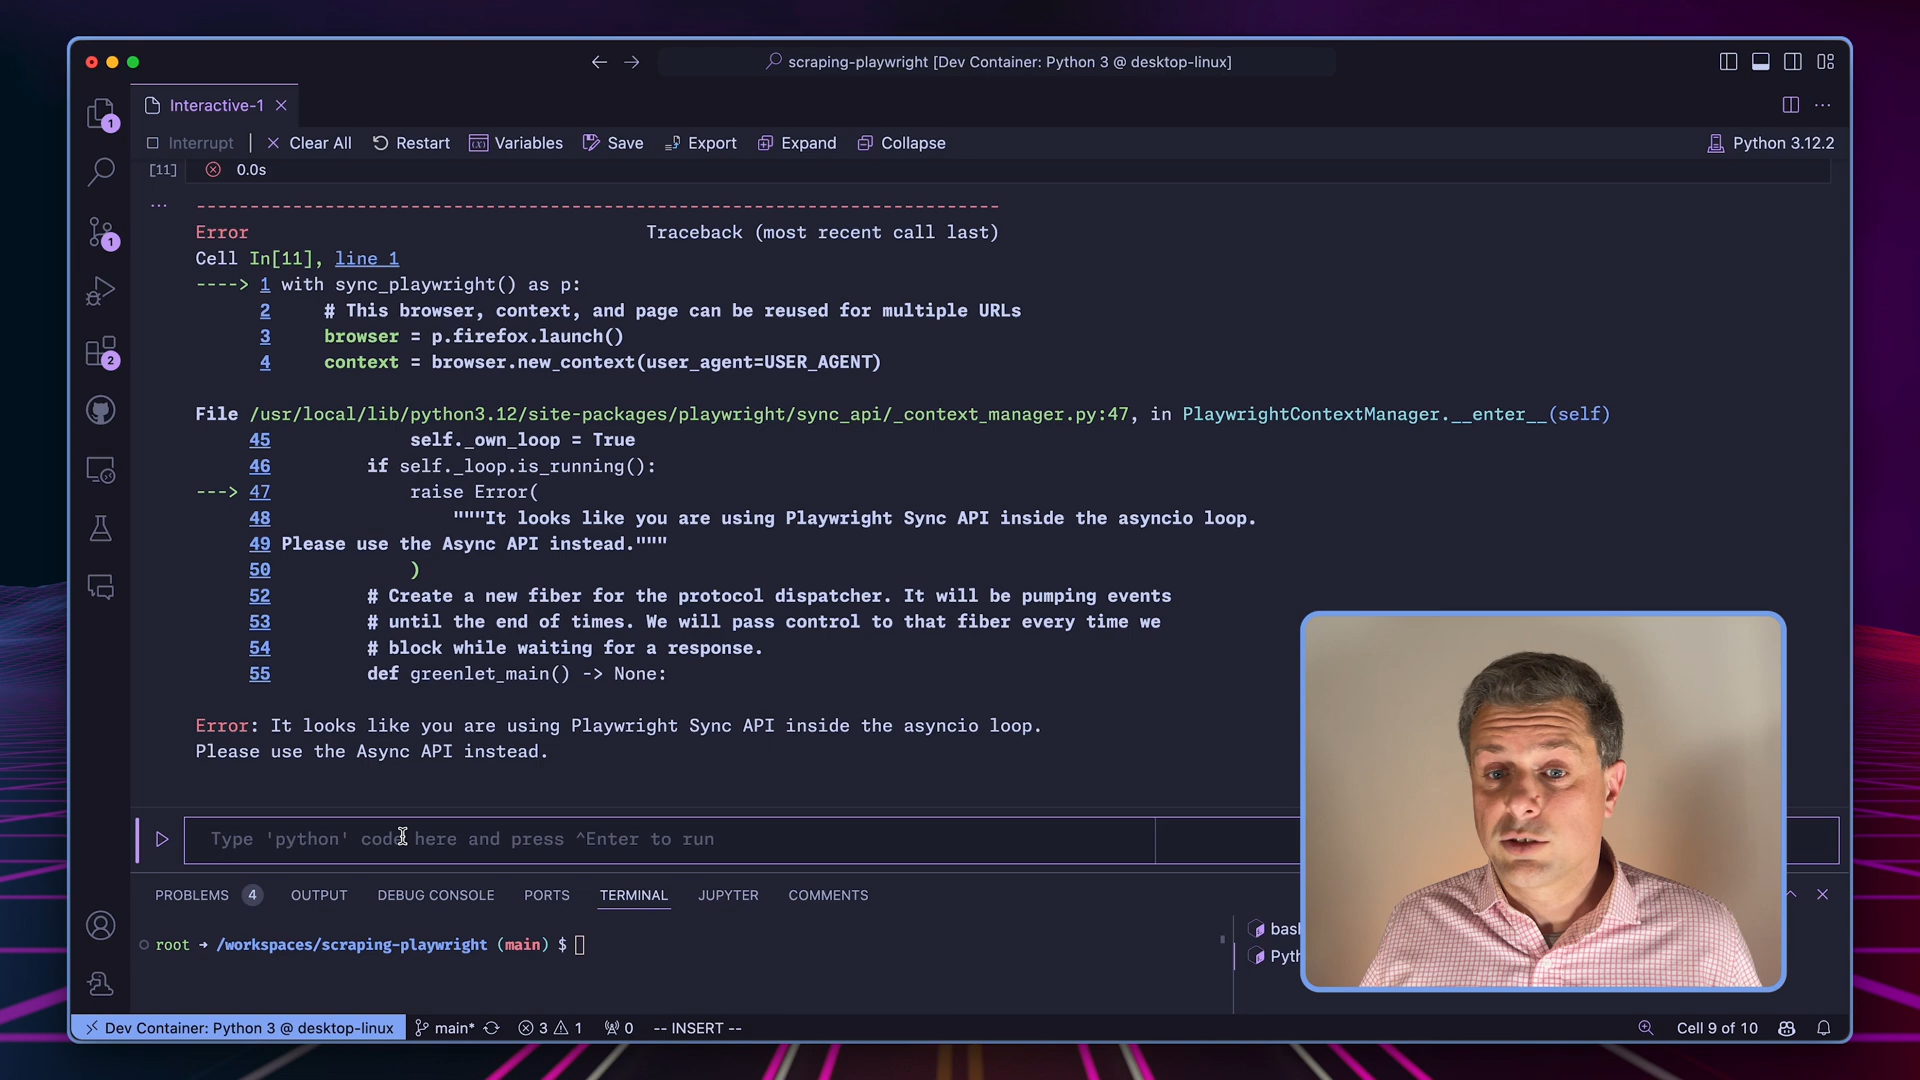 scraping-playwright [Dev Container: Python 3 @ desktop-linux]
Interactive-1
Interrupt | Clear All Restart Variables Save Export Expand Collapse Python 3.12.2
[11] 0.0s
... ---------------------------------------------------------------------------
Error Traceback (most recent call last)
Cell In[11], line 1
----> 1 with sync_playwright() as p:
2 # This browser, context, and page can be reused for multiple URLs
3 browser = p.firefox.launch()
4 context = browser.new_context(user_agent=USER_AGENT)
File /usr/local/lib/python3.12/site-packages/playwright/sync_api/_context_manager.py:47, in PlaywrightContextManager.__enter__(self)
45 self._own_loop = True
46 if self._loop.is_running():
---> 47 raise Error(
48 """It looks like you are using Playwright Sync API inside the asyncio loop.
49 Please use the Async API instead."""
50 )
52 # Create a new fiber for the protocol dispatcher. It will be pumping events
53 # until the end of times. We will pass control to that fiber every time we
54 # block while waiting for a response.
55 def greenlet_main() -> None:
Error: It looks like you are using Playwright Sync API inside the asyncio loop.
Please use the Async API instead.
Type 'python' code here and press ^Enter to run
PROBLEMS 4 OUTPUT DEBUG CONSOLE PORTS TERMINAL JUPYTER COMMENTS
root → /workspaces/scraping-playwright (main) $
bas
Pyth
1
1
2
Dev Container: Python 3 @ desktop-linux main* 3 1 0 -- INSERT -- Cell 9 of 10